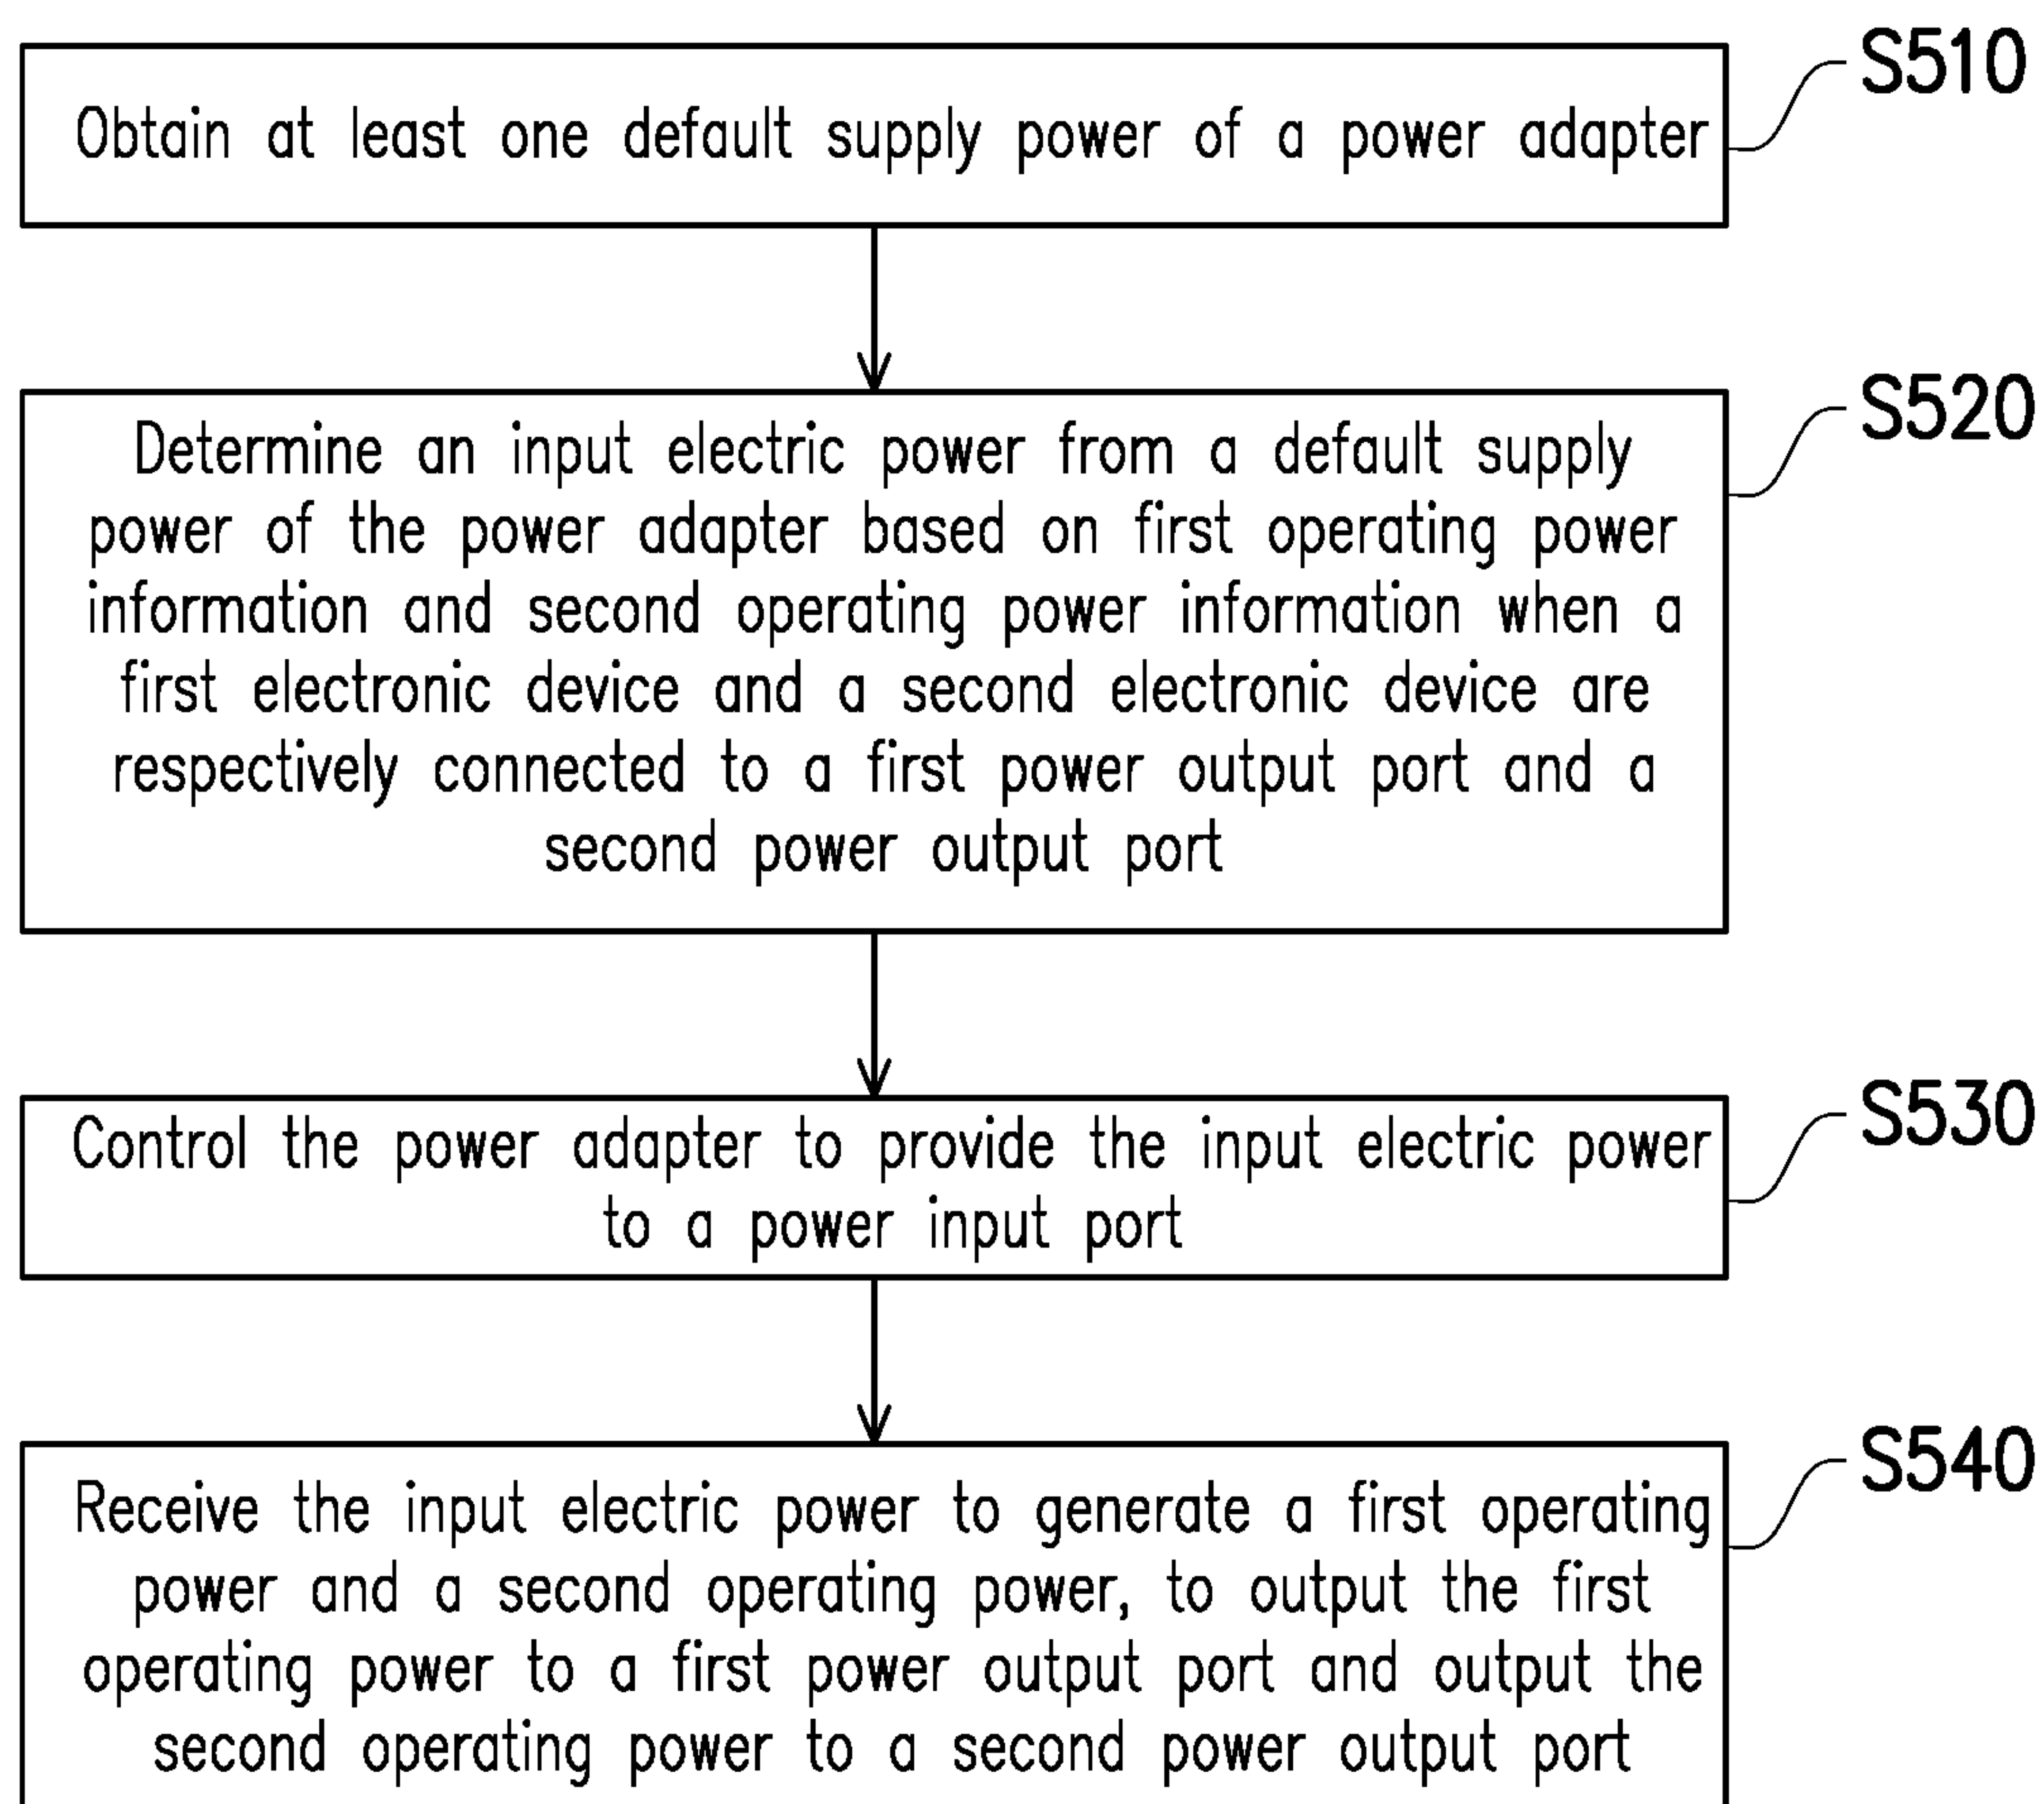 S510
Obtain at least one default supply power of a power adapter
S520
Determine an input electric power from a default supply
power of the power adapter based on first operating power
information and second operating power information when a
first electronic device and a second electronic device are
respectively connected to a first power output port and a
second power output port
S530
Control the power adapter to provide the input electric power
to a power input port
S540
Receive the input electric power to generate a first operating
power and a second operating power, to output the first
operating power to a first power output port and output the
second operating power to a second power output port